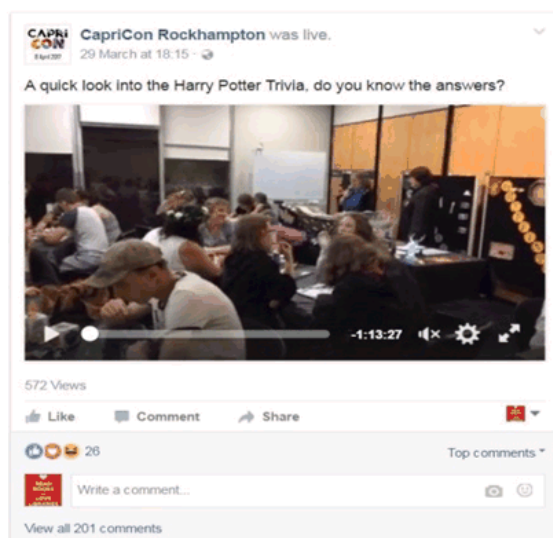 CAPRI
CON
CapriCon Rockhampton was live.
29 March at 18:15
A quick look into the Harry Potter Trivia, do you know the answers?
-1:13:27
572 Views
Like Comment Share
26
Top comments
Write a comment...
View all 201 comments